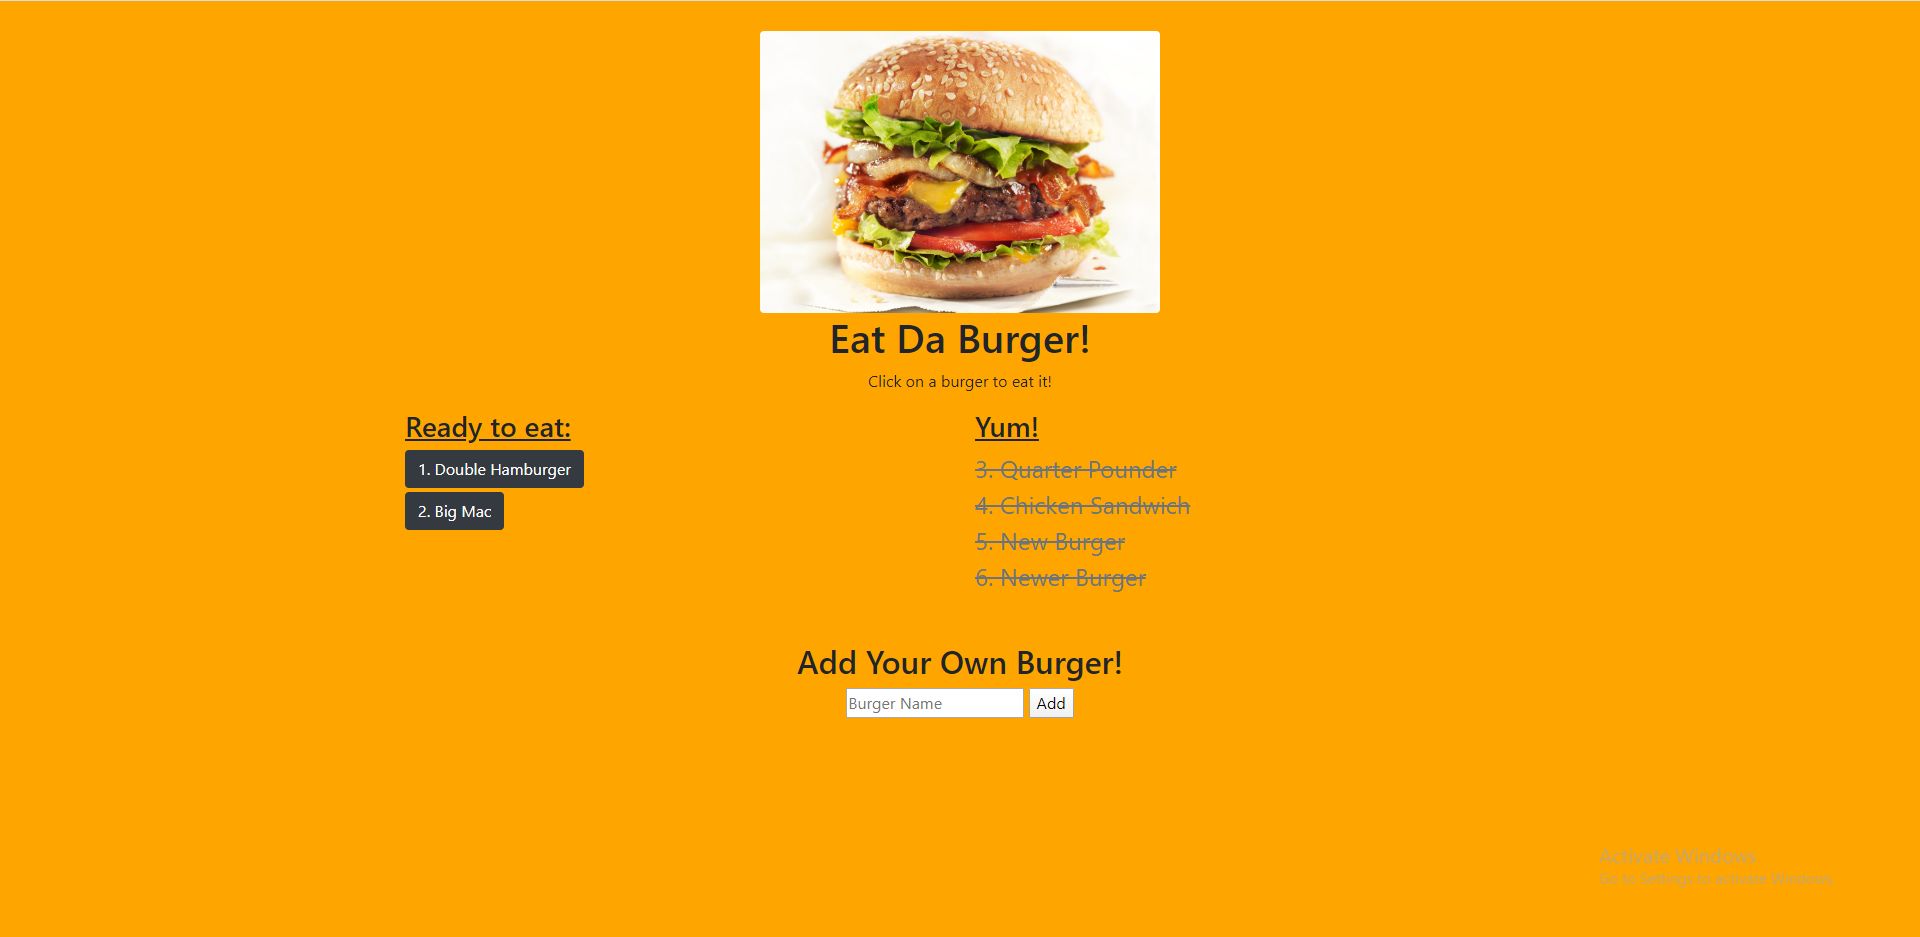 Eat Da Burger!
Click on a burger to eat it!
Ready to eat:
1. Double Hamburger
2. Big Mac
Yum!
3. Quarter Pounder
4. Chicken Sandwich
5. New Burger
6. Newer Burger
Add Your Own Burger!
Burger Name
Add
Activate Windows
Go to Settings to activate Windows.